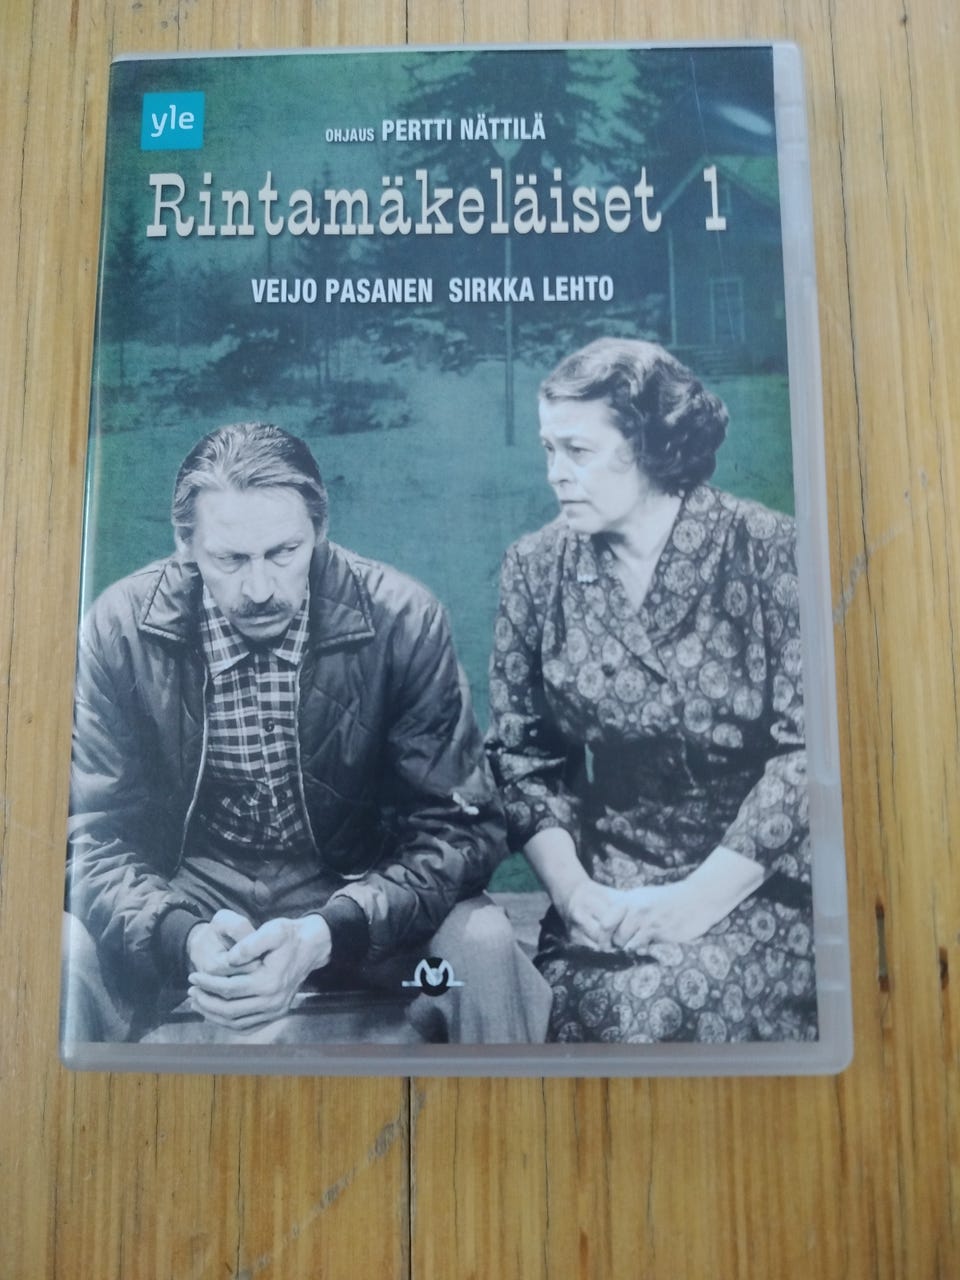 yle
OHJAUS PERTTI NÄTTILÄ
Rintamäkeläiset 1
VEIJO PASANEN SIRKKA LEHTO